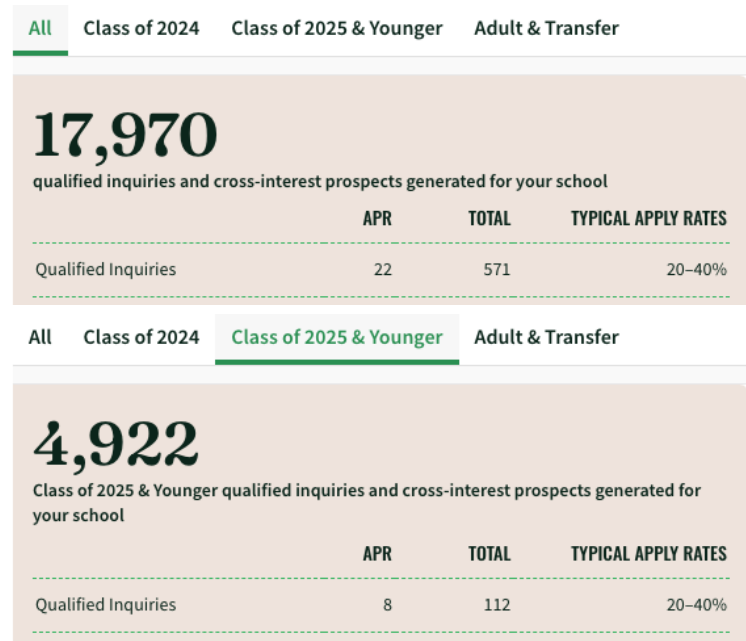 All Class of 2024 Class of 2025 & Younger Adult & Transfer
17,970
qualified inquiries and cross-interest prospects generated for your school
APR TOTAL TYPICAL APPLY RATES
Qualified Inquiries 22 571 20–40%
All Class of 2024 Class of 2025 & Younger Adult & Transfer
4,922
Class of 2025 & Younger qualified inquiries and cross-interest prospects generated for
your school
APR TOTAL TYPICAL APPLY RATES
Qualified Inquiries 8 112 20–40%